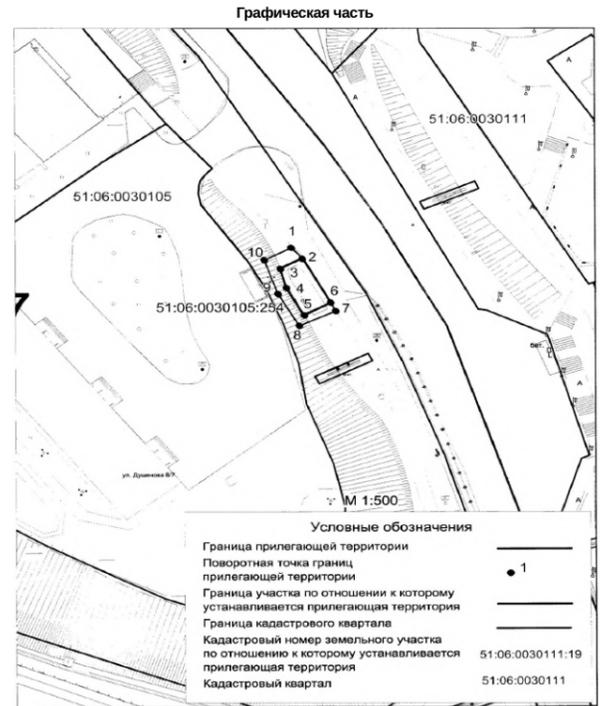 Графическая часть
А
51:06:0030111
А
51:06:0030105
1
10
2
3
9
4
51:06:0030105:254
6
5
7
8
бет.
А
ул. Душенова 8/7
А
М 1:500
Условные обозначения
Граница прилегающей территории
Поворотная точка границ
прилегающей территории
1
Граница участка по отношении к которому
устанавливается прилегающая территория
Граница кадастрового квартала
Кадастровый номер земельного участка
по отношению к которому устанавливается
прилегающая территория
51:06:0030111:19
Кадастровый квартал
51:06:0030111